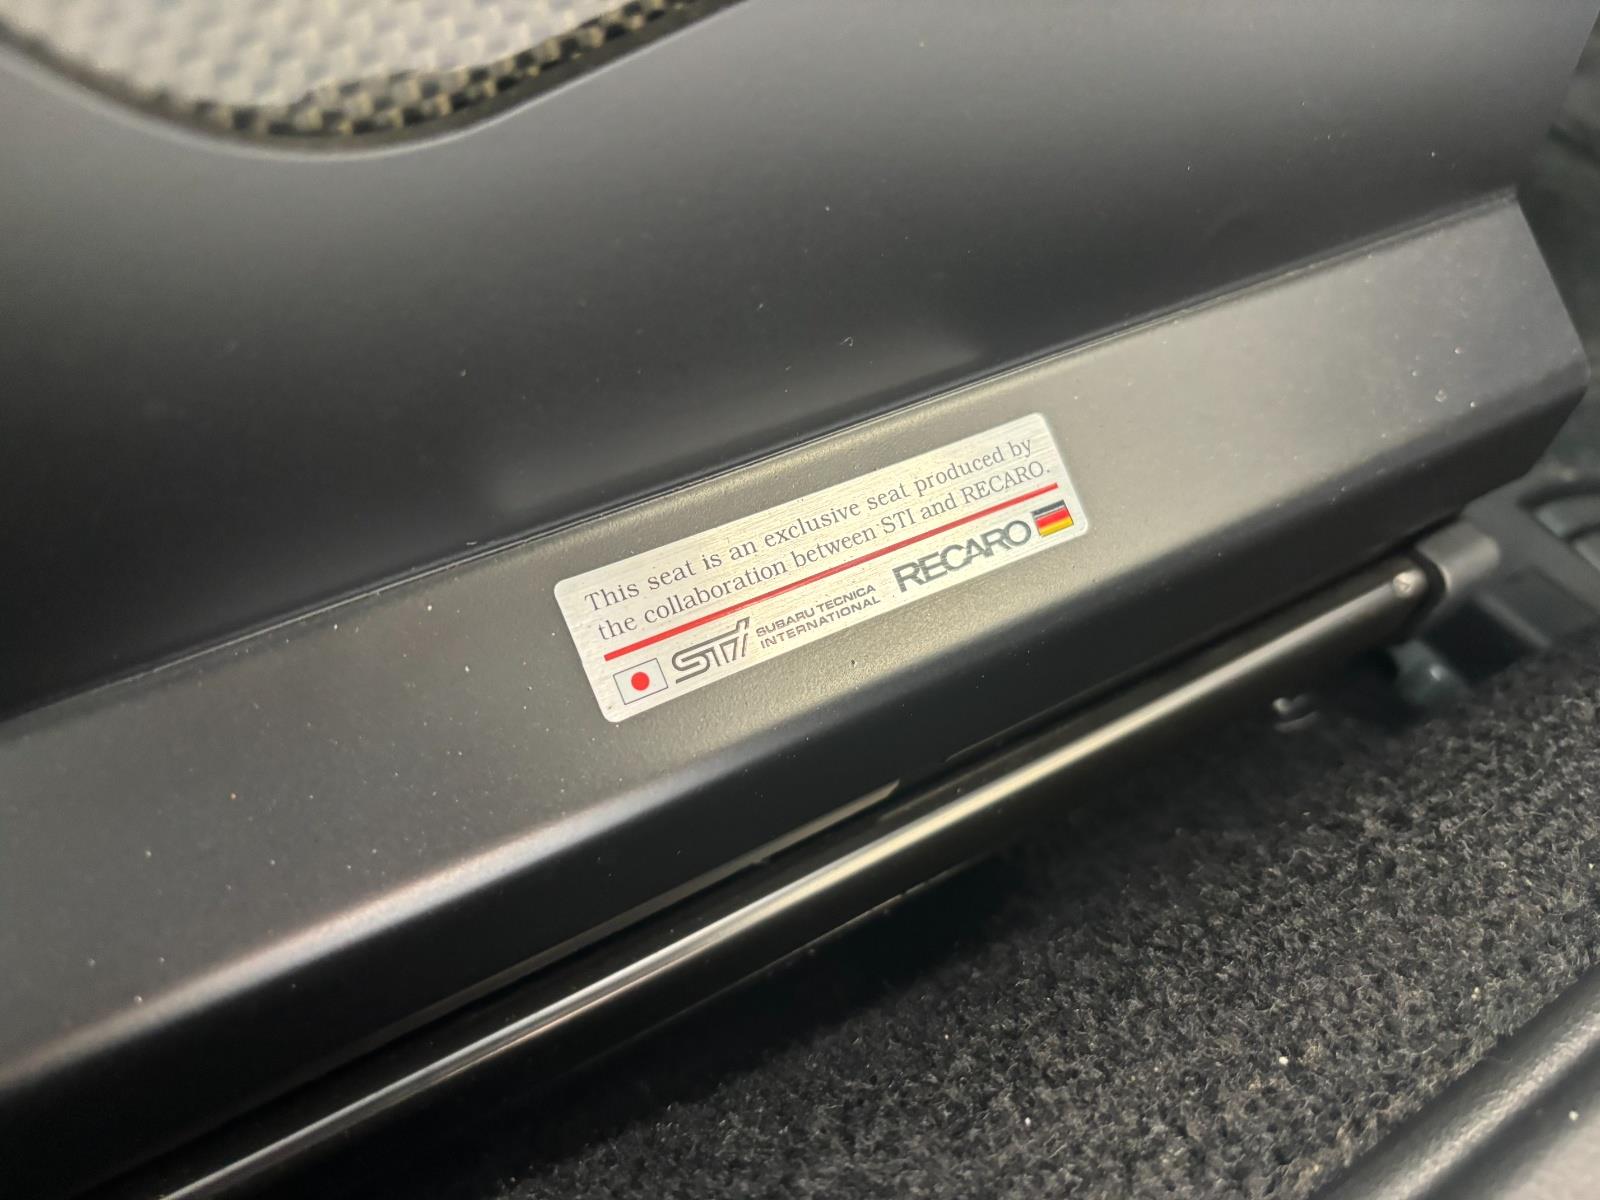 This seat is an exclusive seat produced by
the collaboration between STI and RECARO.
STI SUBARU TECNICA
INTERNATIONAL
RECARO